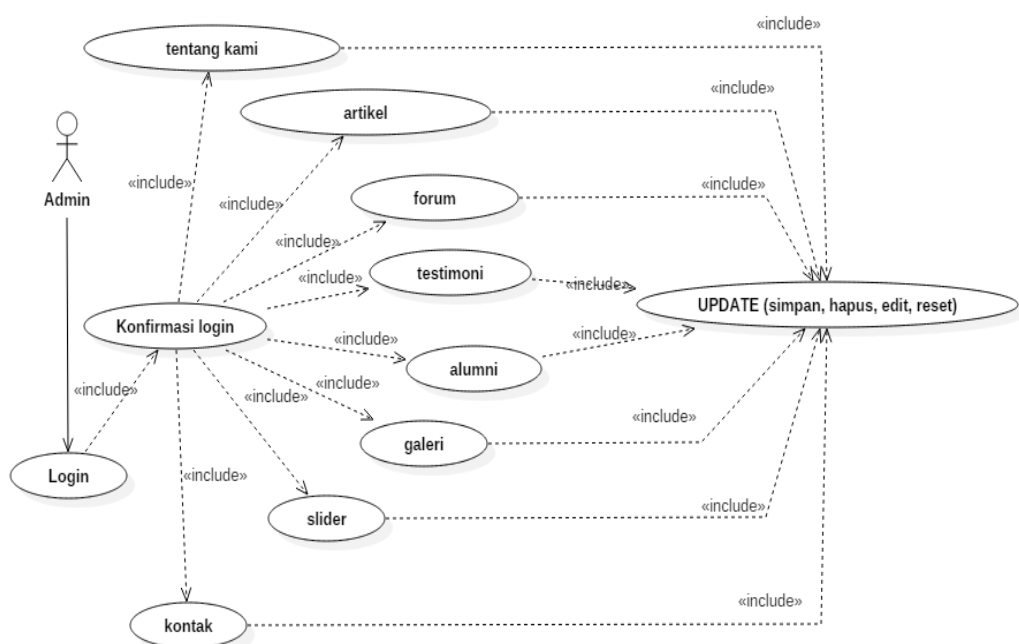 «include»
tentang kami
«include»
artikel
«include»
«include»
forum
Admin
«include»
«include»
testimoni
«include»
«include»
UPDATE (simpan, hapus, edit, reset)
Konfirmasi login
«include»
alumni
«include»
«include»
«include»
«include»
galeri
Login
«include»
slider
«include»
«include»
kontak